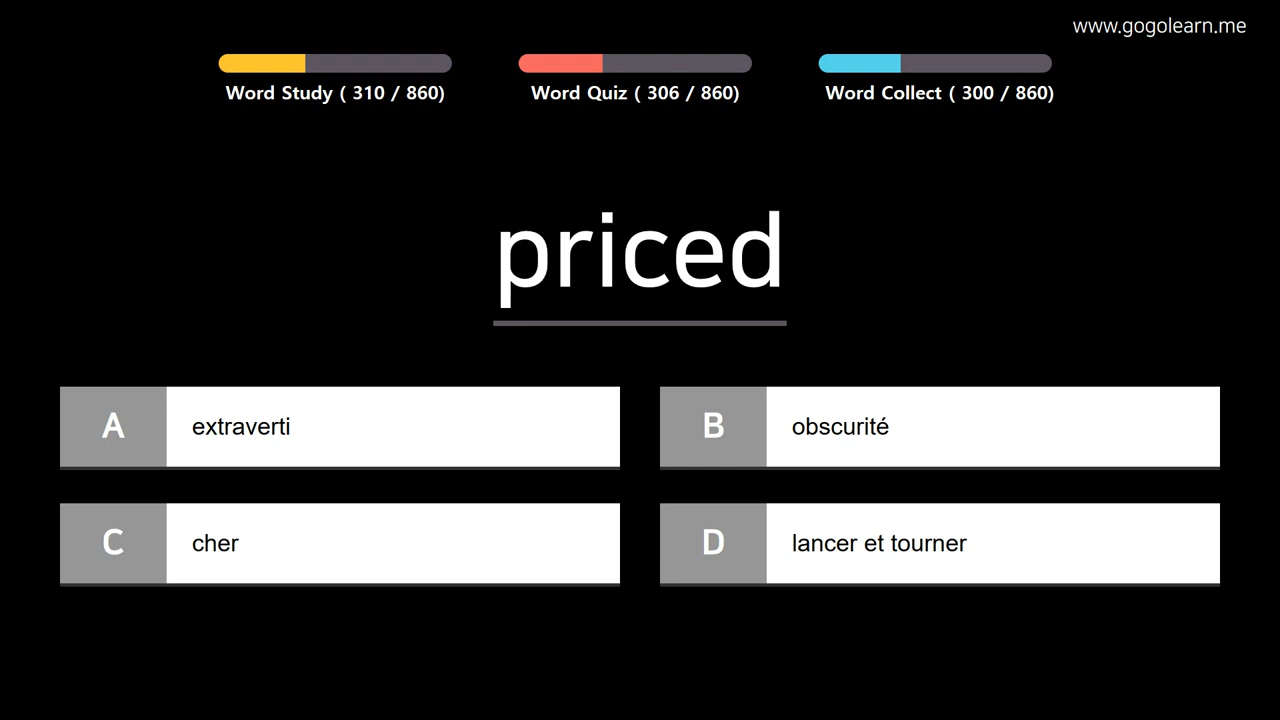 www.gogolearn.me
Word Study ( 310 / 860)
Word Quiz ( 306 / 860)
Word Collect ( 300 / 860)
priced
A extraverti
B obscurité
C cher
D lancer et tourner